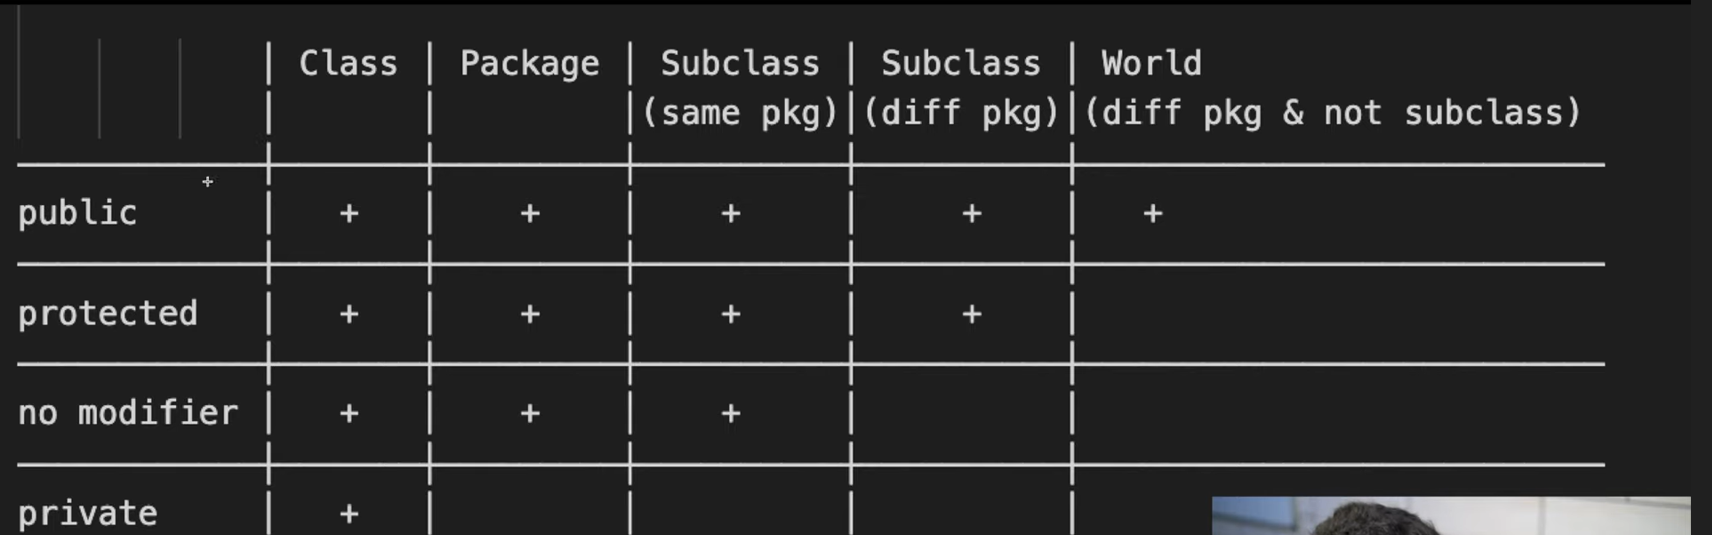 | Class | Package | Subclass | Subclass | World
| | |(same pkg)|(diff pkg)|(diff pkg & not subclass)
public | + | + | + | + | +
protected | + | + | + | + |
no modifier | + | + | + | |
private | + | | | |